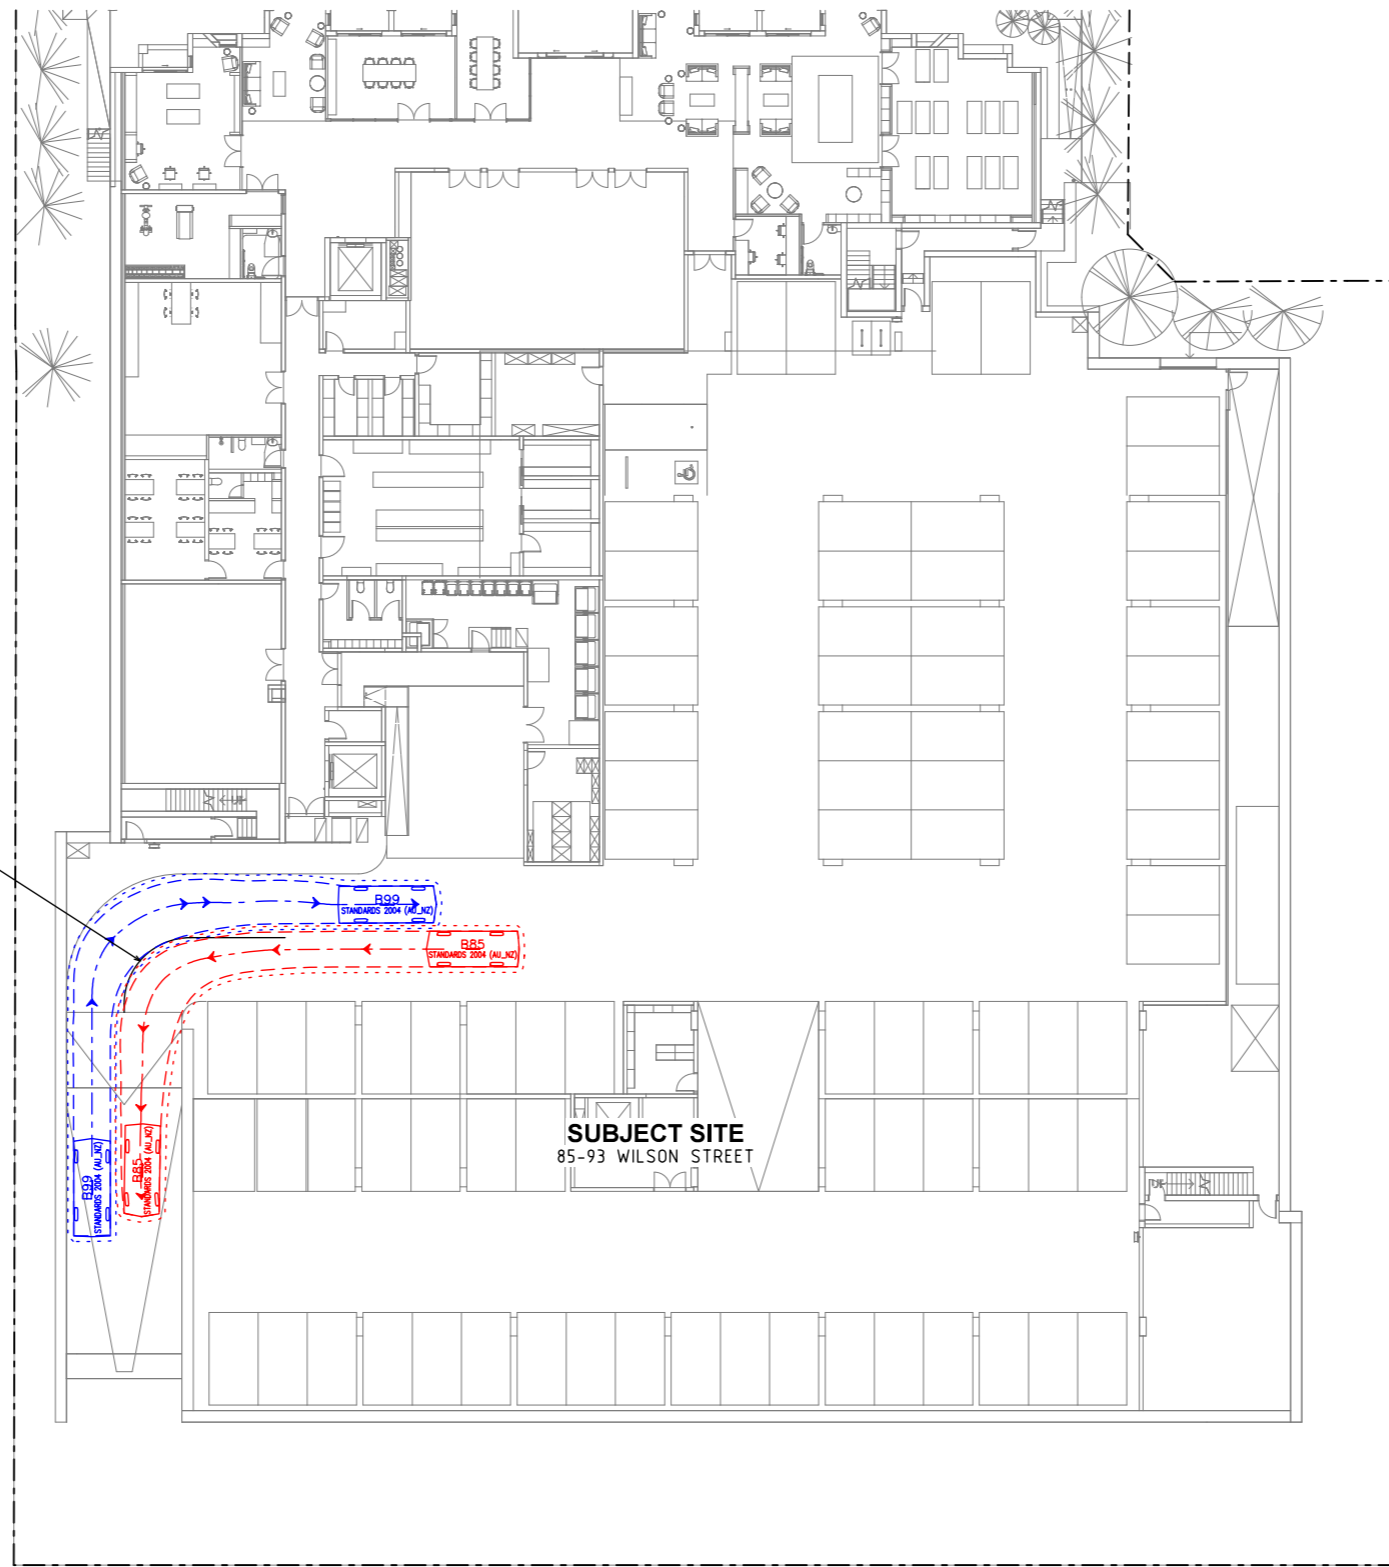 B99
STANDARDS 2004 (AU_NZ)
B85
STANDARDS 2004 (AU_NZ)
B99
STANDARDS 2004 (AU_NZ)
B85
STANDARDS 2004 (AU_NZ)
SUBJECT SITE
85-93 WILSON STREET